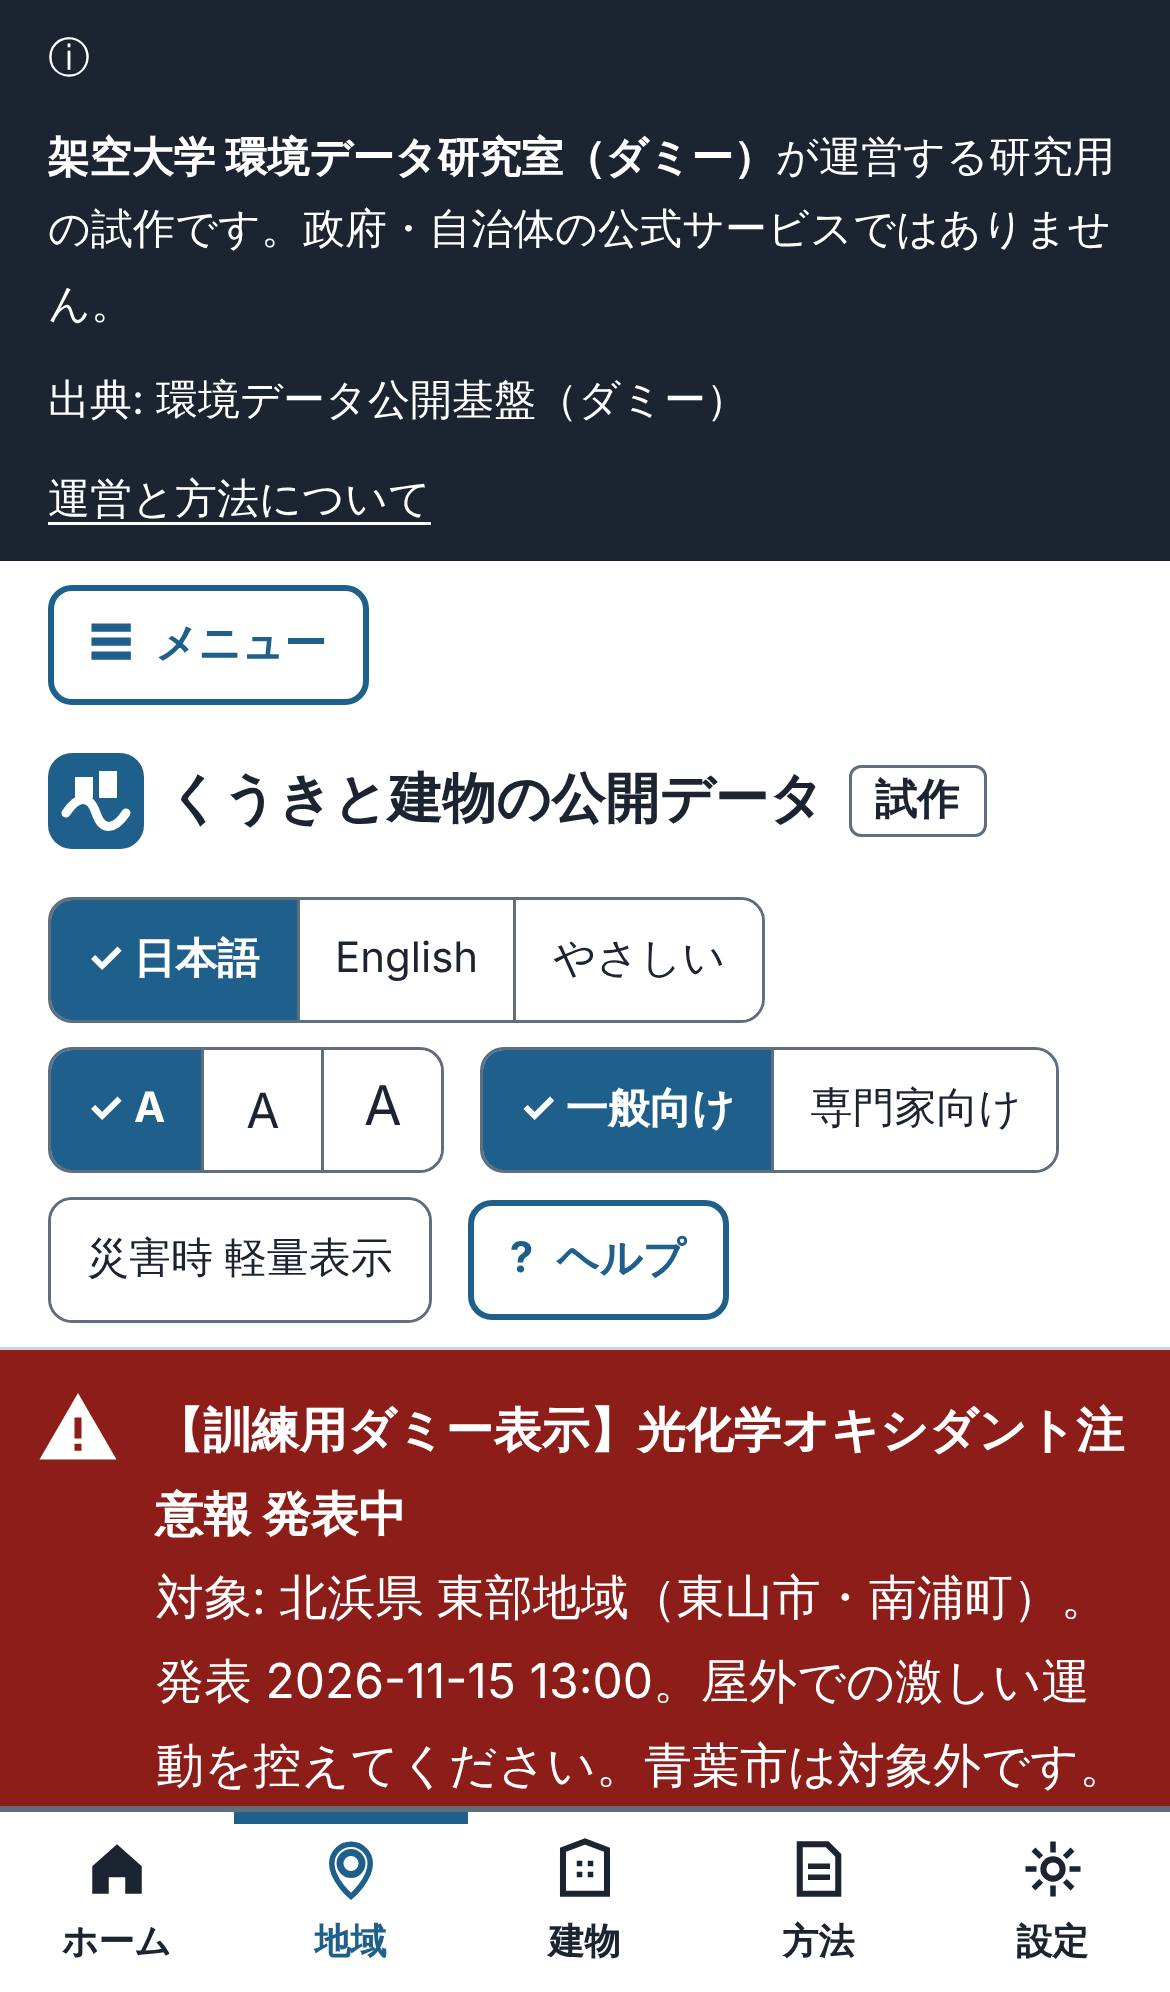 ⓘ
架空大学 環境データ研究室（ダミー）が運営する研究用
の試作です。政府・自治体の公式サービスではありませ
ん。
出典: 環境データ公開基盤（ダミー）
運営と方法について
☰ メニュー
くうきと建物の公開データ 試作
✓ 日本語 English やさしい
✓ A A A ✓ 一般向け 専門家向け
災害時 軽量表示 ? ヘルプ
【訓練用ダミー表示】光化学オキシダント注
意報 発表中
対象: 北浜県 東部地域（東山市・南浦町）。
発表 2026-11-15 13:00。屋外での激しい運
動を控えてください。青葉市は対象外です。
ホーム 地域 建物 方法 設定